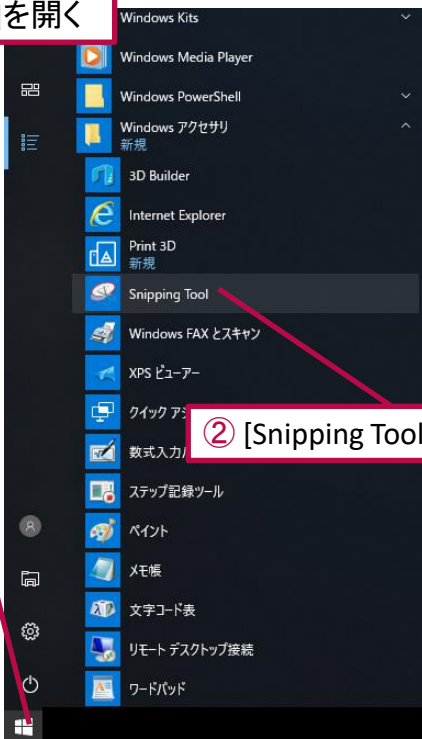 を開く
Windows Kits
Windows Media Player
Windows PowerShell
Windows アクセサリ
新規
3D Builder
Internet Explorer
Print 3D
新規
Snipping Tool
Windows FAX とスキャン
XPS ビューアー
クイック ア
② [Snipping Tool
数式入力
ステップ記録ツール
ペイント
メモ帳
文字コード表
リモート デスクトップ接続
ワードパッド